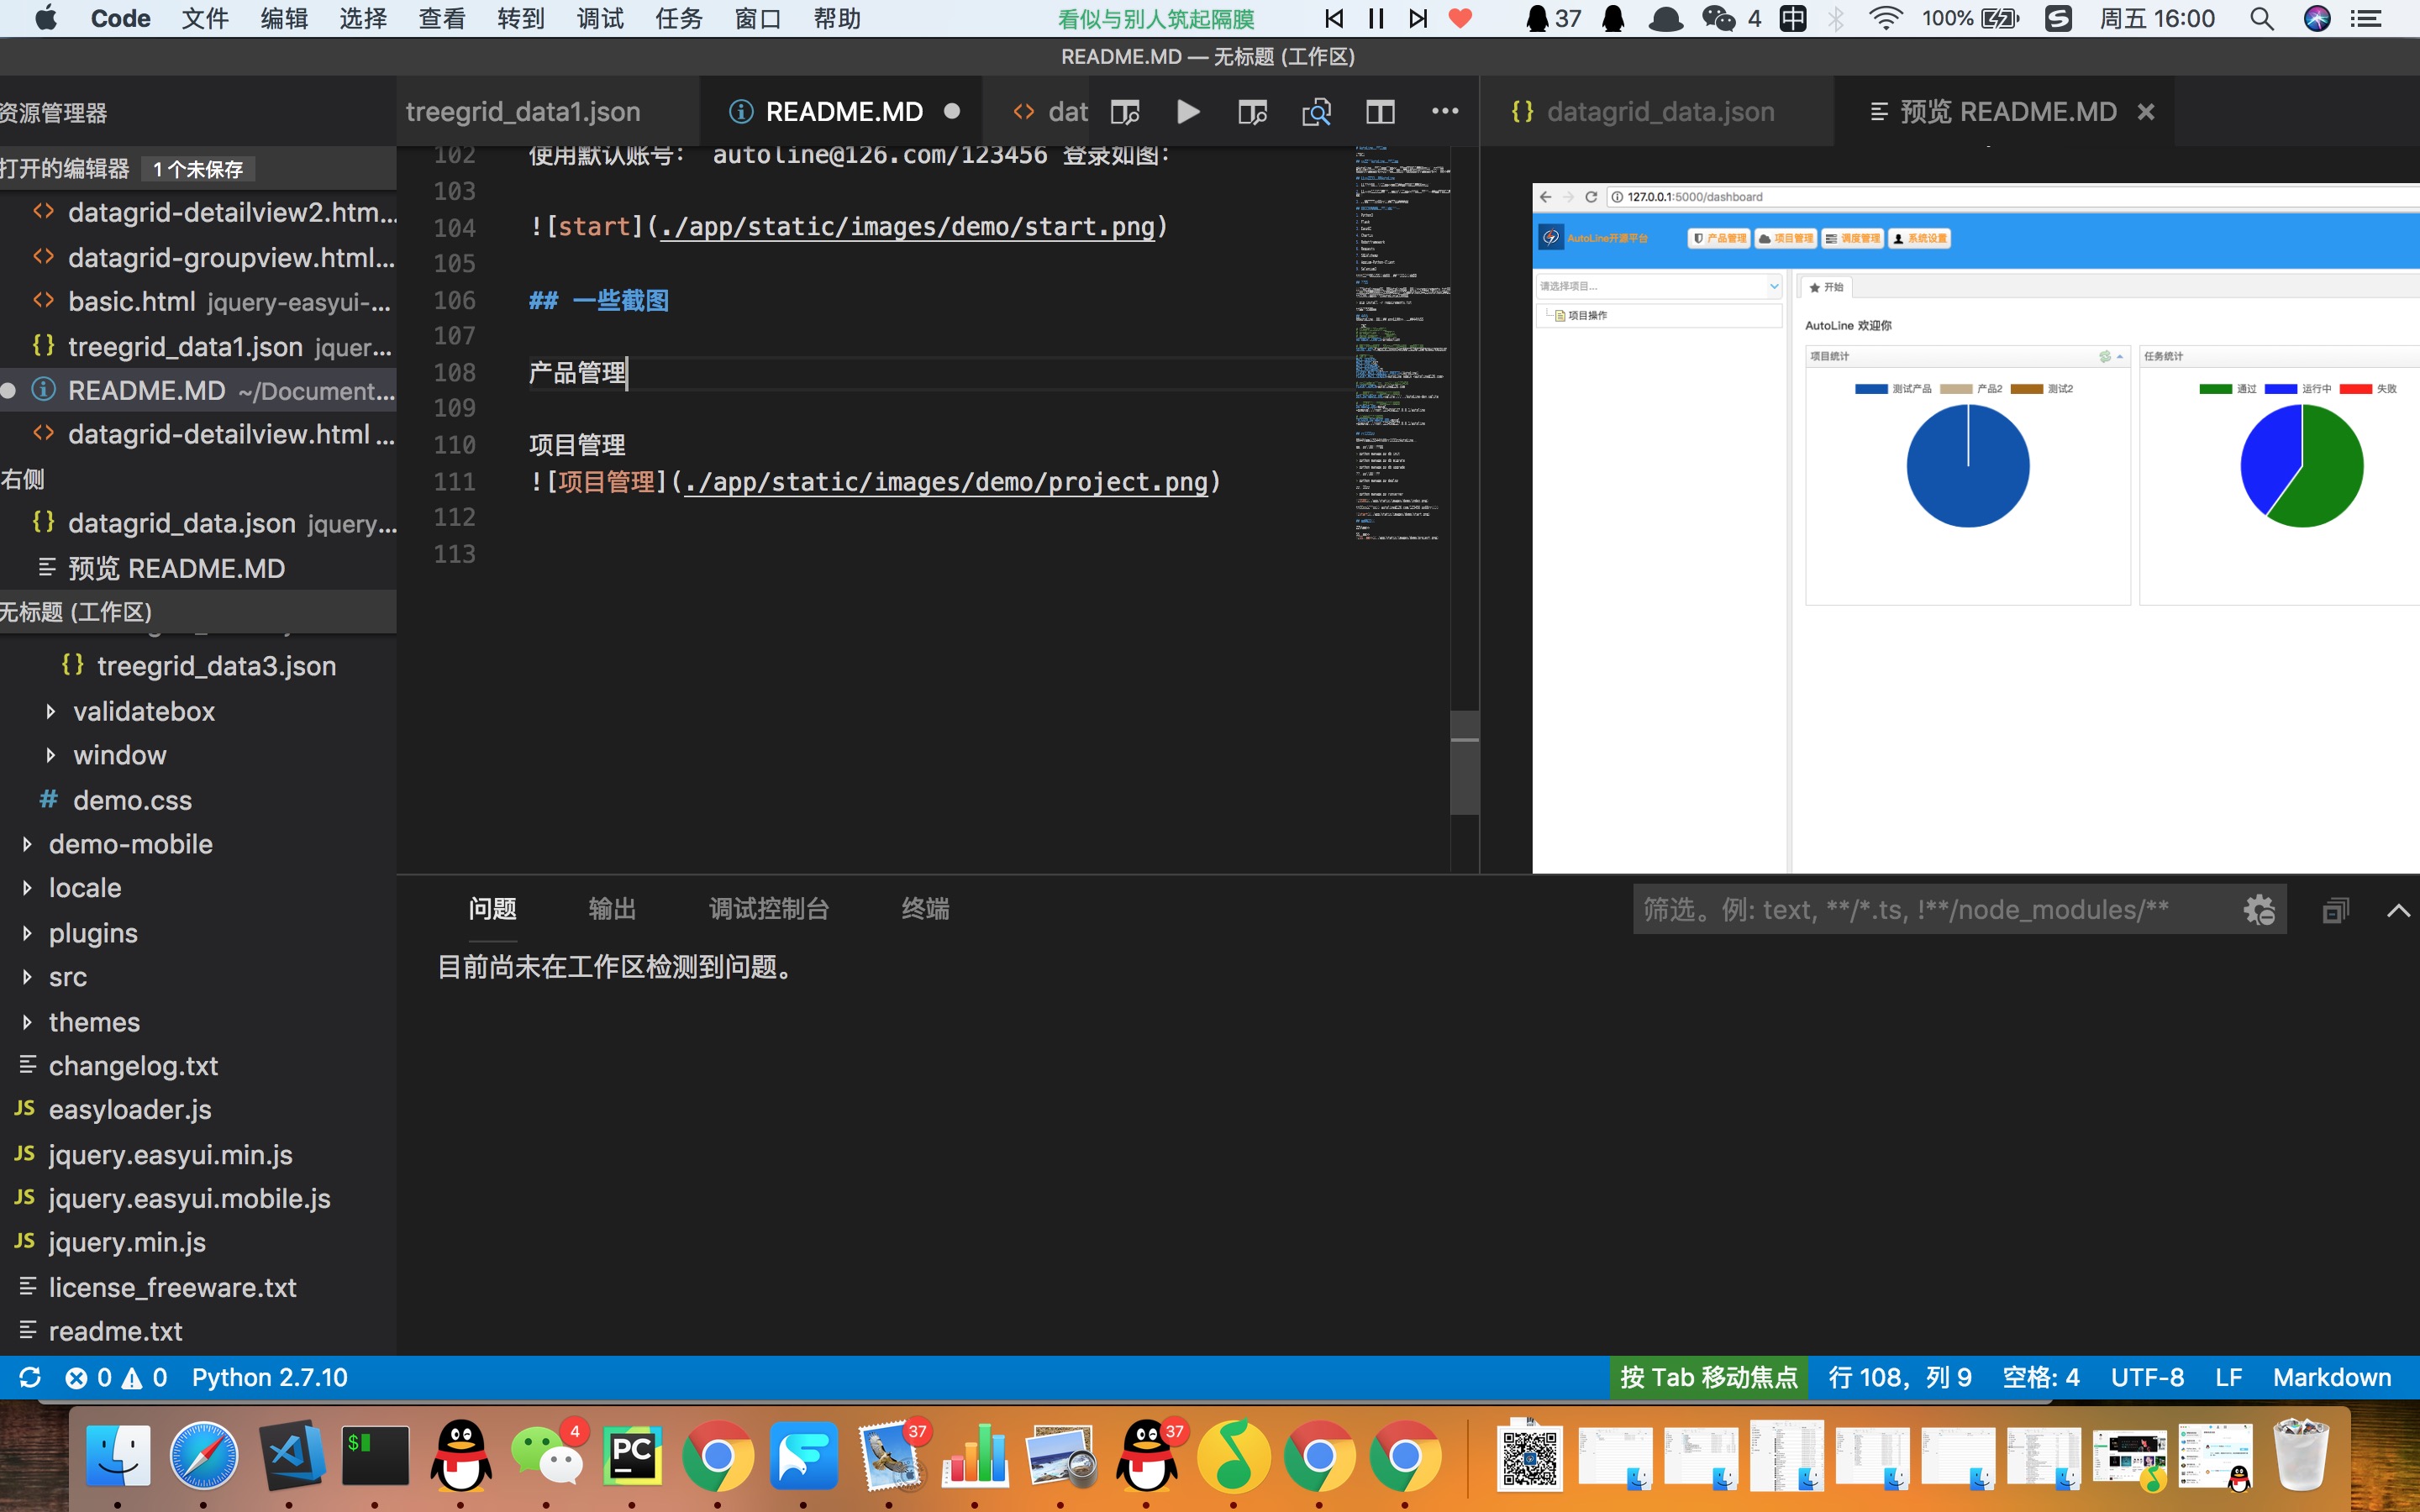 Code 文件 编辑 选择 查看 转到 调试 任务 窗口 帮助 看似与别人筑起隔膜 37 4 中 100% 周五 16:00
README.MD — 无标题 (工作区)
资源管理器
打开的编辑器 1 个未保存
datagrid-detailview2.htm...
datagrid-groupview.html...
basic.html jquery-easyui-...
treegrid_data1.json jquer...
README.MD ~/Document...
datagrid-detailview.html ...
右侧
datagrid_data.json jquery...
预览 README.MD
无标题 (工作区)
treegrid_data3.json
validatebox
window
demo.css
demo-mobile
locale
plugins
src
themes
changelog.txt
JS easyloader.js
JS jquery.easyui.min.js
JS jquery.easyui.mobile.js
JS jquery.min.js
license_freeware.txt
readme.txt
treegrid_data1.json README.MD dat
102 使用默认账号： autoline@126.com/123456 登录如图：
103
104 ![start](./app/static/images/demo/start.png)
105
106 ## 一些截图
107
108 产品管理
109
110 项目管理
111 ![项目管理](./app/static/images/demo/project.png)
112
113
datagrid_data.json 预览 README.MD
127.0.0.1:5000/dashboard
AutoLine开源平台 产品管理 项目管理 调度管理 系统设置
请选择项目...
项目操作
开始
AutoLine 欢迎你
项目统计
测试产品 产品2 测试2
任务统计
通过 运行中 失败
问题 输出 调试控制台 终端 筛选。例: text, **/*.ts, !**/node_modules/**
目前尚未在工作区检测到问题。
0 0 Python 2.7.10 按 Tab 移动焦点 行 108，列 9 空格: 4 UTF-8 LF Markdown
4 PC 37 37